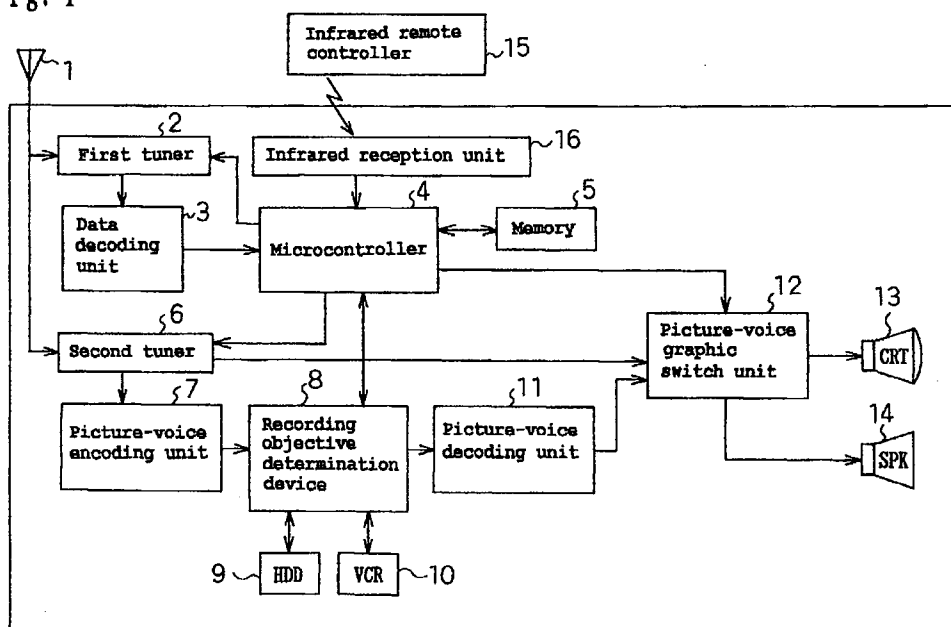 Infrared remote
controller
15
1
2
First tuner
Infrared reception unit
16
3
Data
decoding
unit
4
Microcontroller
5
Memory
6
Second tuner
12
Picture-voice
graphic
switch unit
13
CRT
7
Picture-voice
encoding unit
8
Recording
objective
determination
device
11
Picture-voice
decoding unit
14
SPK
9
HDD
VCR
10